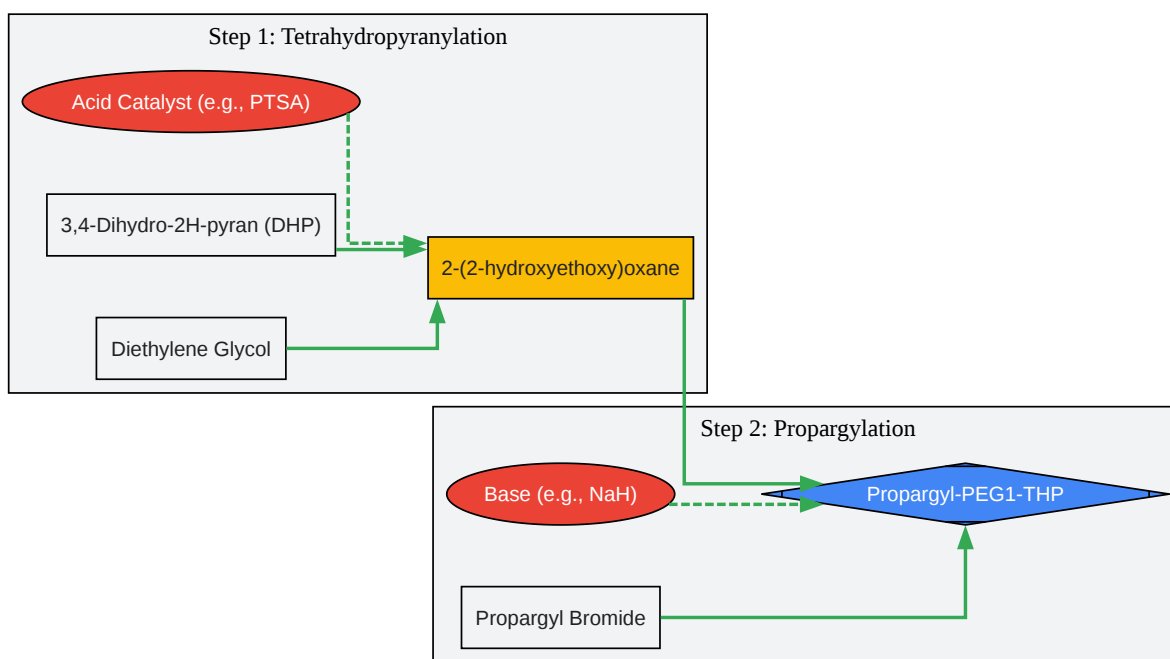 Step 1: Tetrahydropyranylation
Acid Catalyst (e.g., PTSA)
3,4-Dihydro-2H-pyran (DHP)
2-(2-hydroxyethoxy)oxane
Diethylene Glycol
Step 2: Propargylation
Base (e.g., NaH)
Propargyl-PEG1-THP
Propargyl Bromide